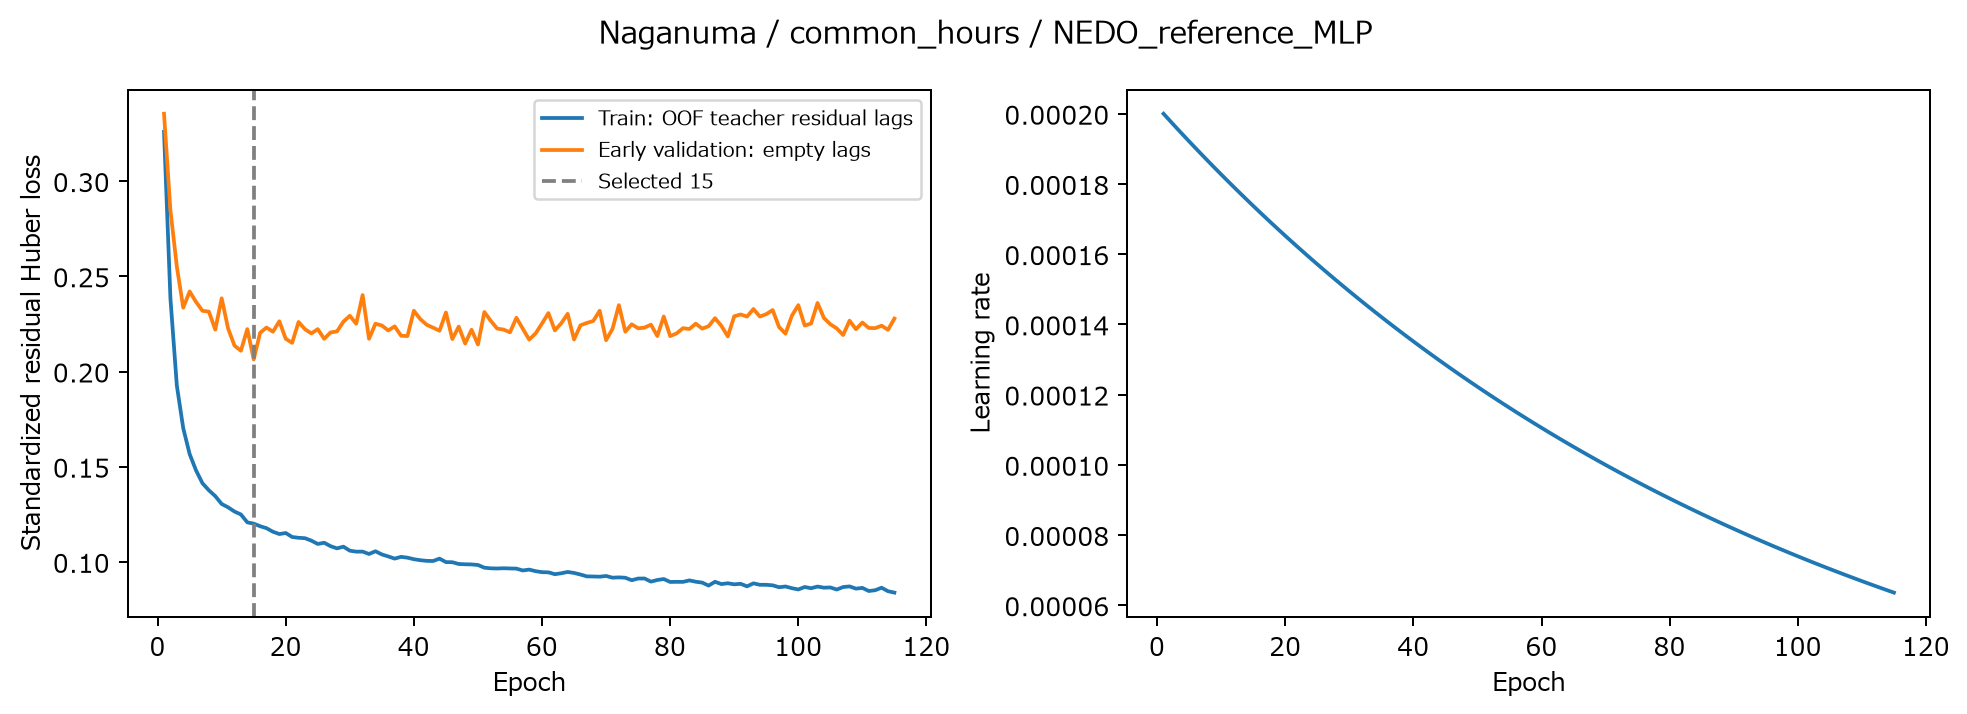 Naganuma / common_hours / NEDO_reference_MLP
Standardized residual Huber loss
0.30
0.25
0.20
0.15
0.10
Train: OOF teacher residual lags
Early validation: empty lags
Selected 15
0 20 40 60 80 100 120
Epoch
Learning rate
0.00020
0.00018
0.00016
0.00014
0.00012
0.00010
0.00008
0.00006
0 20 40 60 80 100 120
Epoch